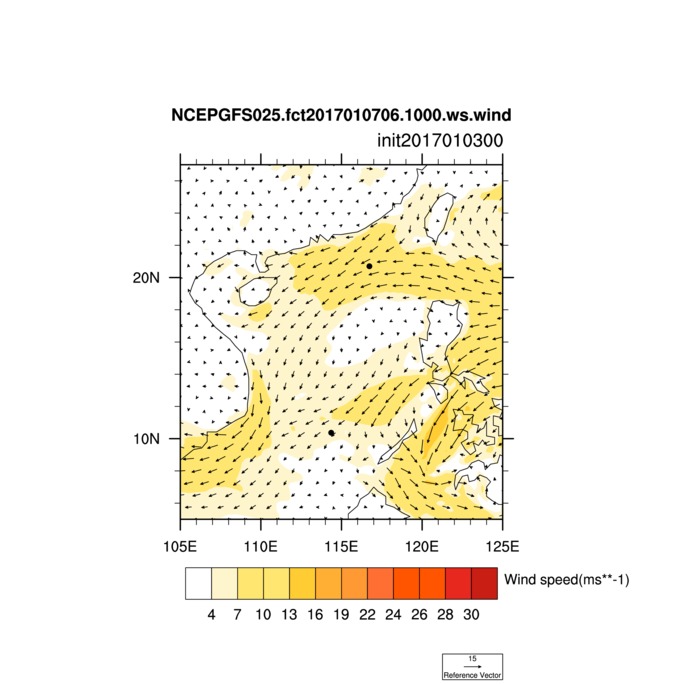 NCEPGFS025.fct2017010706.1000.ws.wind
init2017010300
20N
10N
105E 110E 115E 120E 125E
Wind speed(ms**-1)
4 7 10 13 16 19 22 24 26 28 30
15
Reference Vector